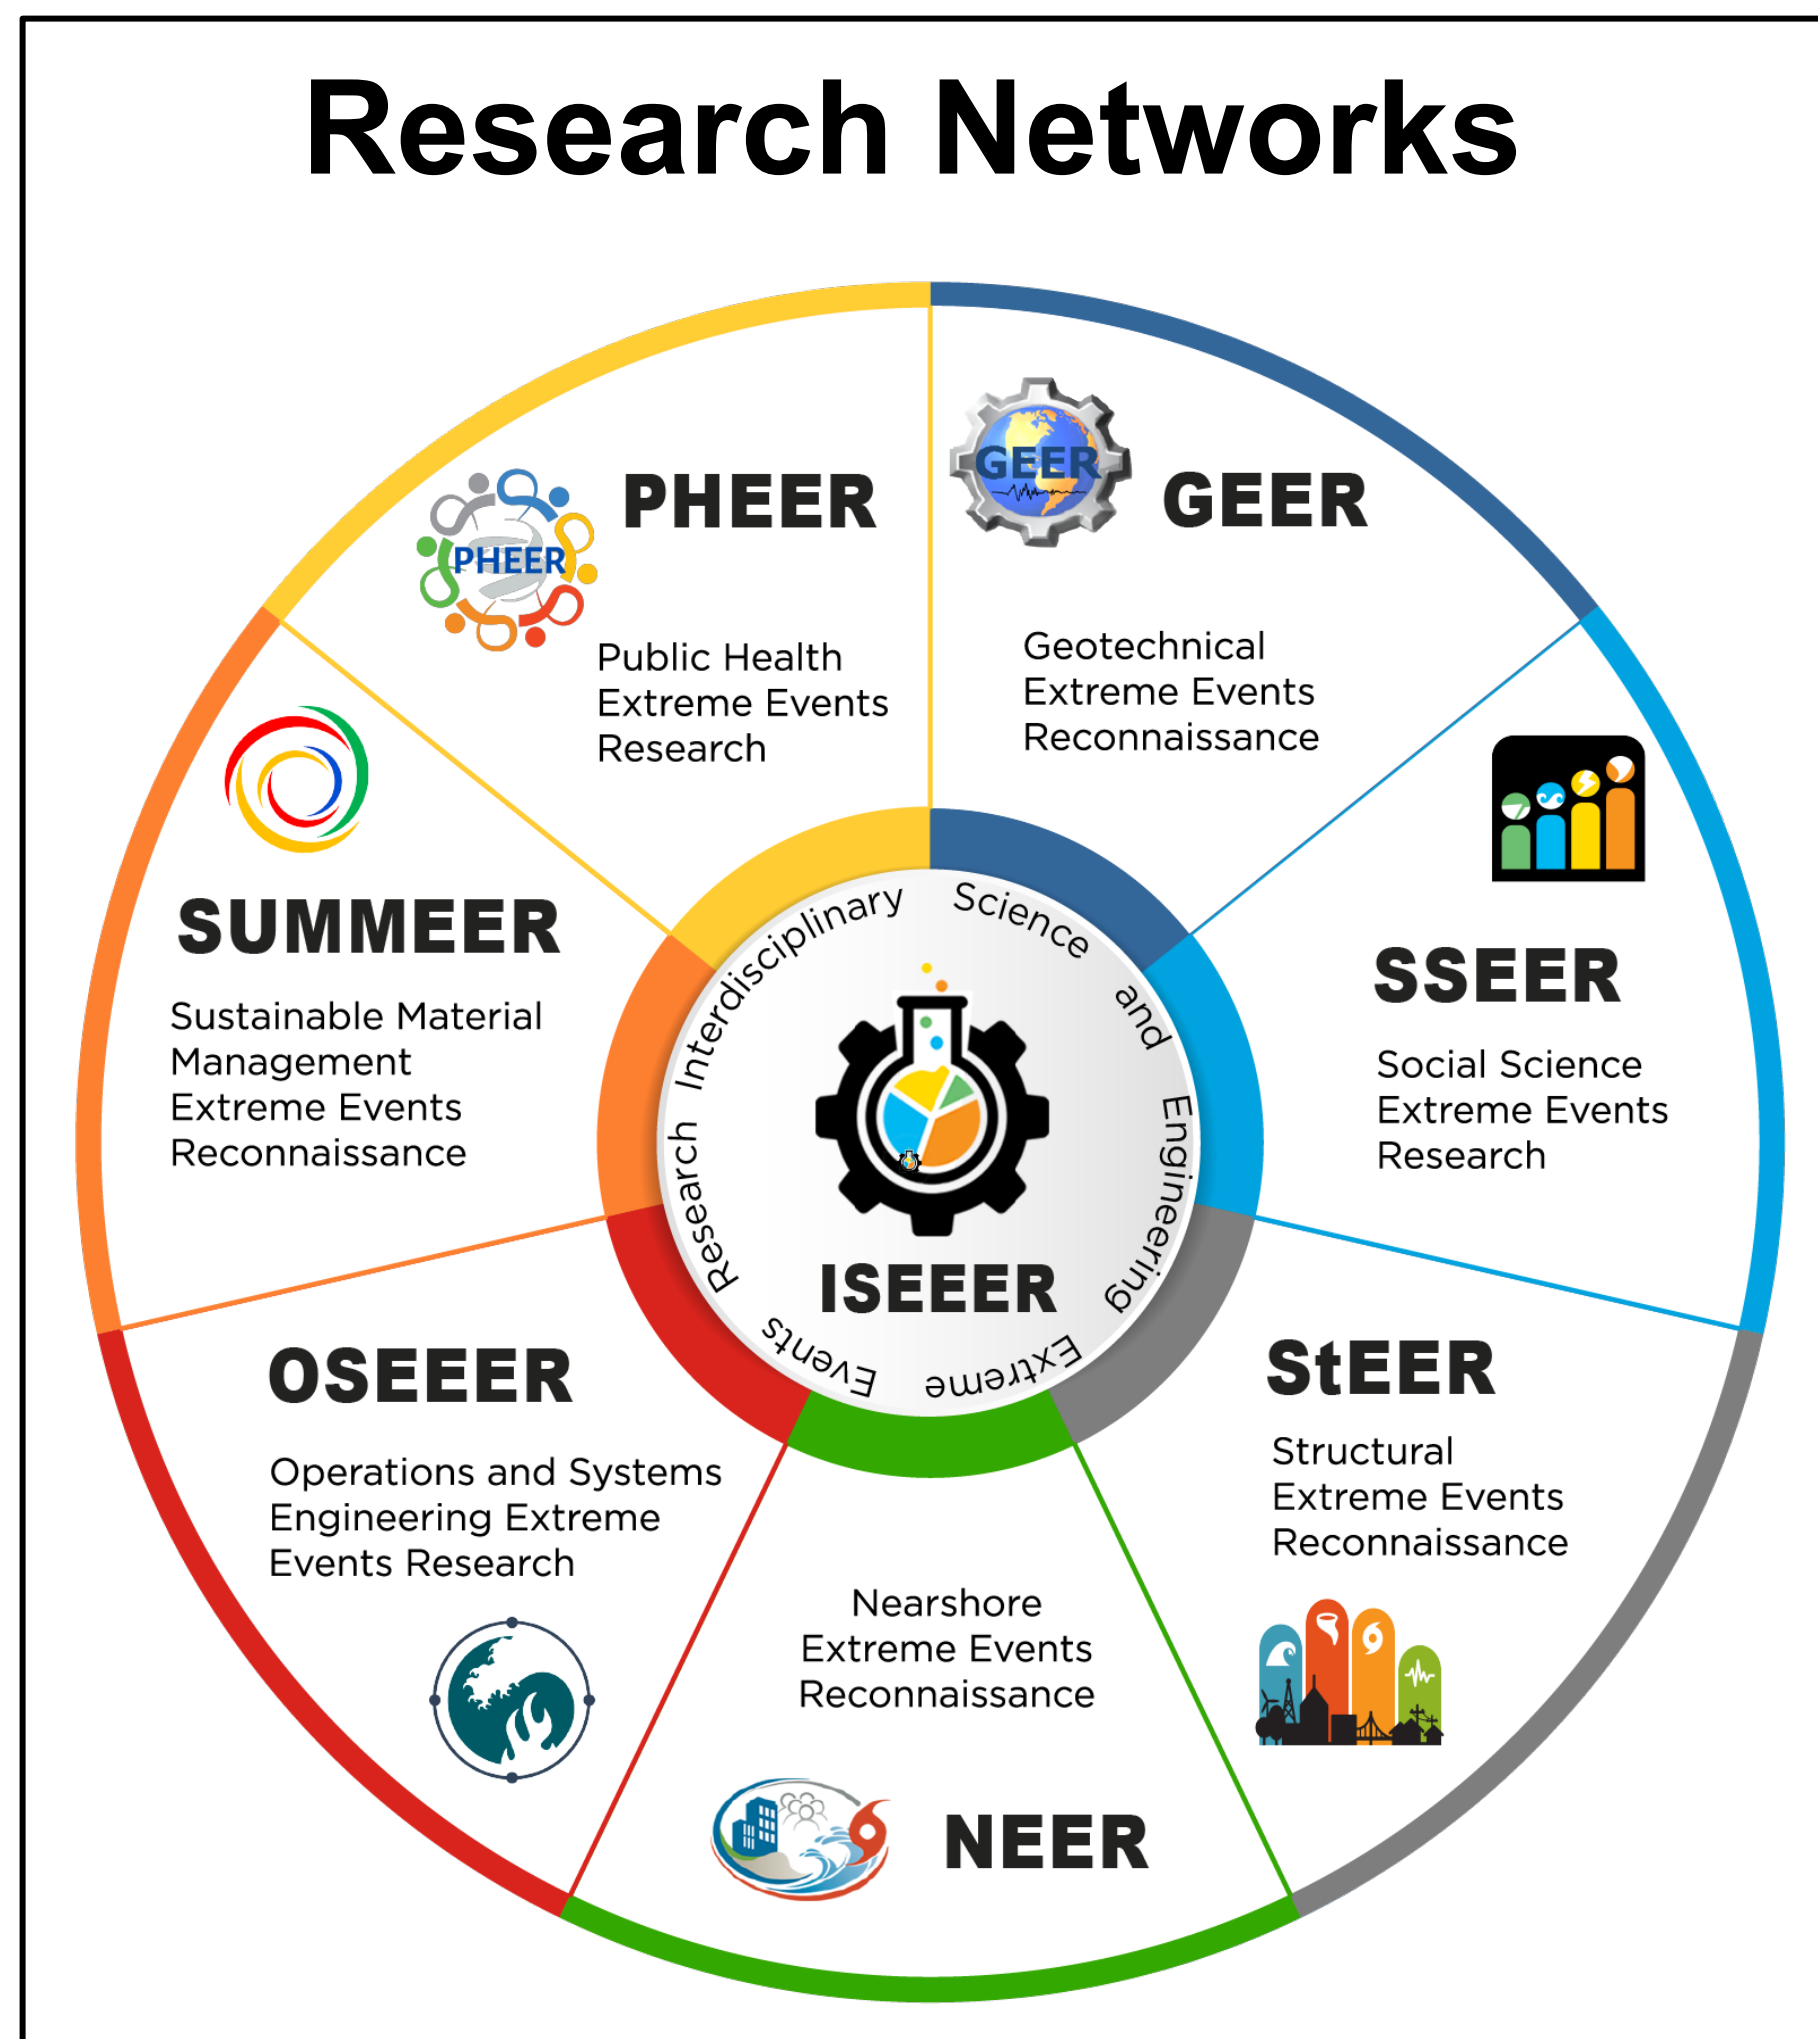 Research Networks
PHEER
PHEER
Public Health
Extreme Events
Research
GEER
GEER
Geotechnical
Extreme Events
Reconnaissance
SSEER
Social Science
Extreme Events
Research
StEER
Structural
Extreme Events
Reconnaissance
Nearshore
Extreme Events
Reconnaissance
NEER
OSEEER
Operations and Systems
Engineering Extreme
Events Research
SUMMEER
Sustainable Material
Management
Extreme Events
Reconnaissance
Interdisciplinary Science and Engineering Extreme Events Research
ISEEER